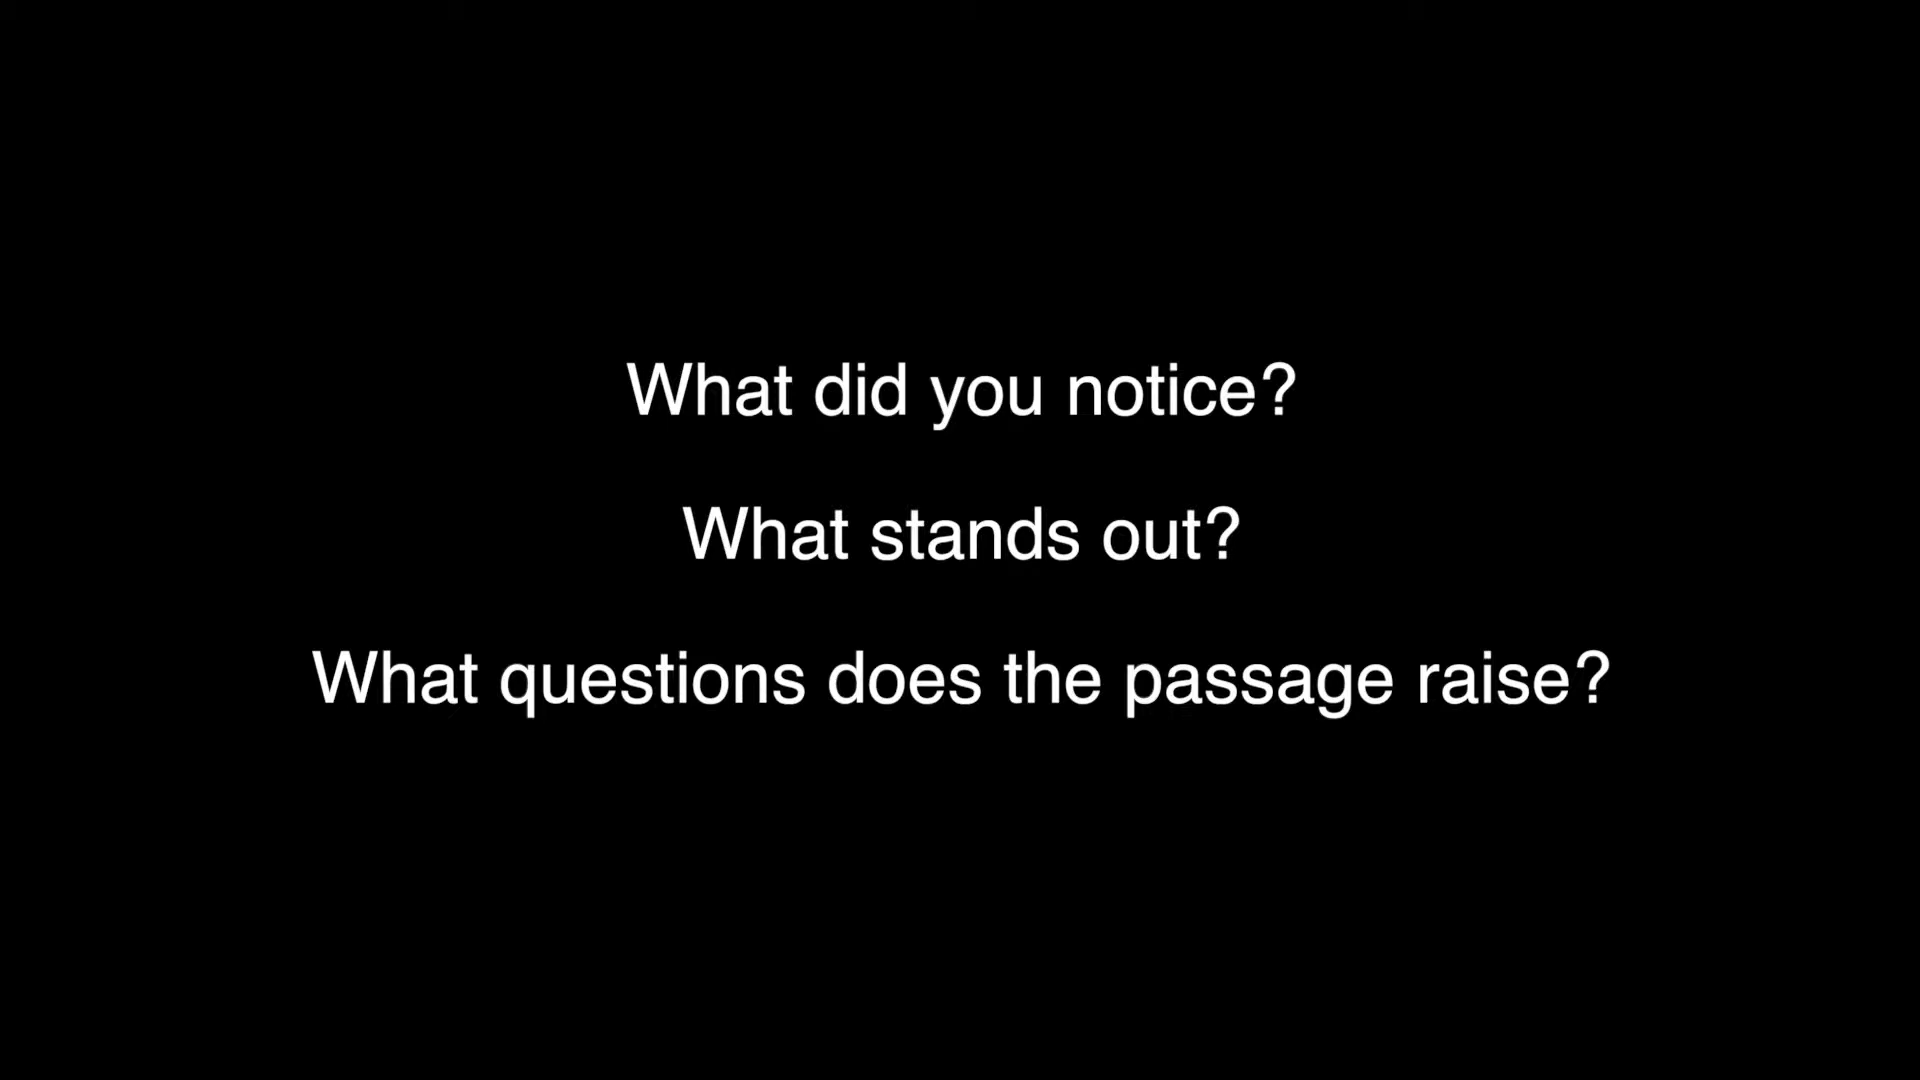 What did you notice?
What stands out?
What questions does the passage raise?